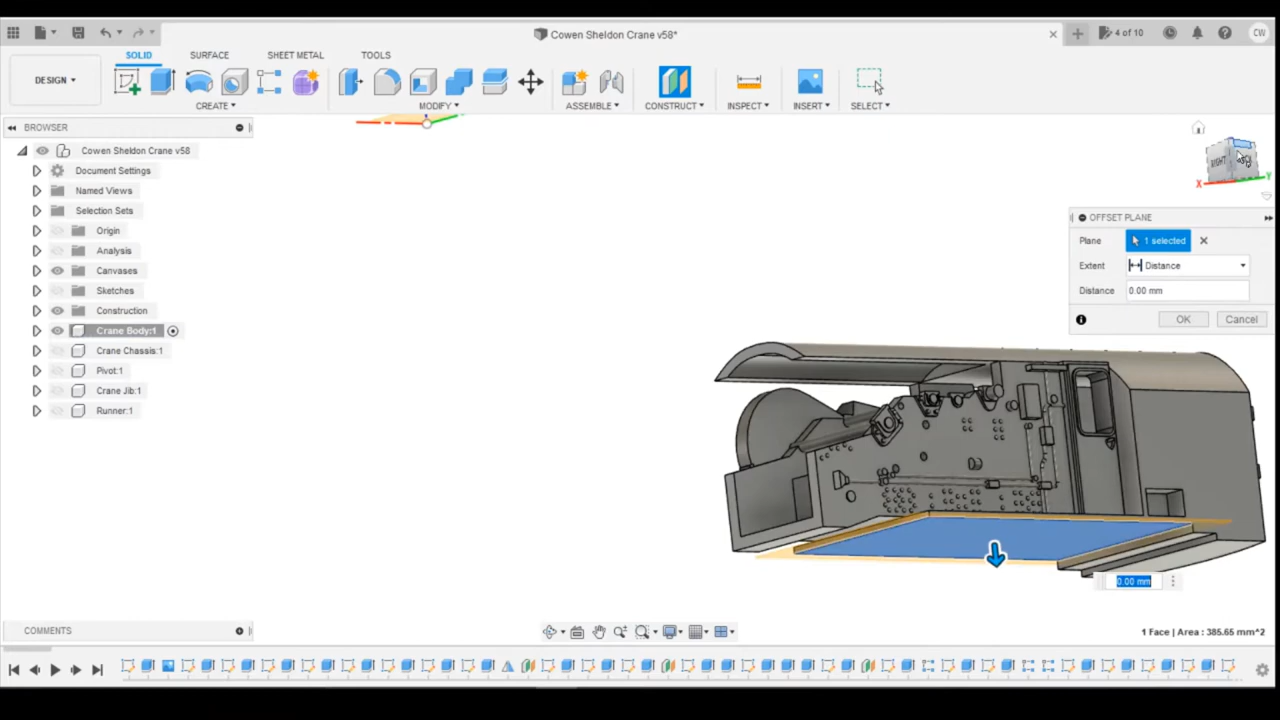 Cowen Sheldon Crane v58*
4 of 10
CW
DESIGN
SOLID
SURFACE
SHEET METAL
TOOLS
CREATE
MODIFY
ASSEMBLE
CONSTRUCT
INSPECT
INSERT
SELECT
BROWSER
Cowen Sheldon Crane v58
Document Settings
Named Views
Selection Sets
Origin
Analysis
Canvases
Sketches
Construction
Crane Body:1
Crane Chassis:1
Pivot:1
Crane Jib:1
Runner:1
RIGHT
X
Y
OFFSET PLANE
Plane
1 selected
Extent
Distance
Distance
0.00 mm
OK
Cancel
0.00 mm
COMMENTS
1 Face | Area : 385.65 mm^2